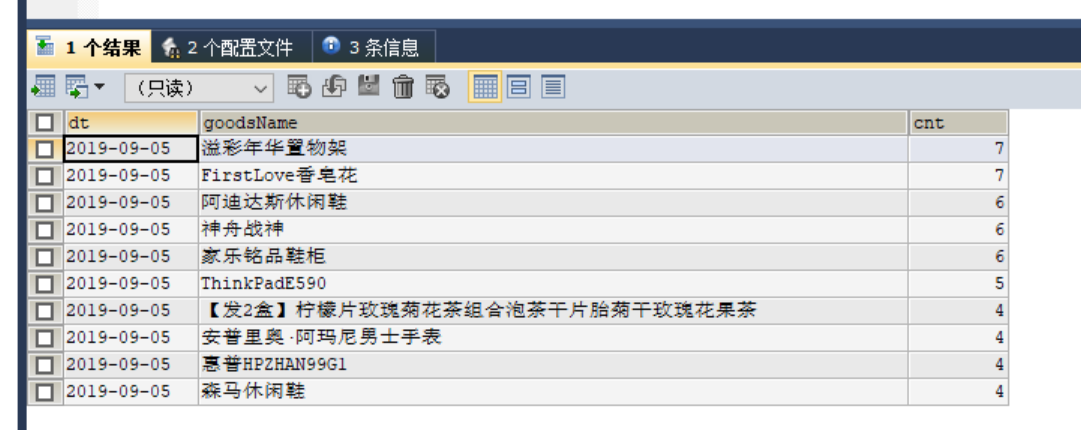 1 个结果 2 个配置文件 3 条信息
(只读)
dt goodsName cnt
2019-09-05 溢彩年华置物架 7
2019-09-05 FirstLove香皂花 7
2019-09-05 阿迪达斯休闲鞋 6
2019-09-05 神舟战神 6
2019-09-05 家乐铭品鞋柜 6
2019-09-05 ThinkPadE590 5
2019-09-05 【发2盒】柠檬片玫瑰菊花茶组合泡茶干片胎菊干玫瑰花果茶 4
2019-09-05 安普里奥·阿玛尼男士手表 4
2019-09-05 惠普HPZHAN99G1 4
2019-09-05 森马休闲鞋 4